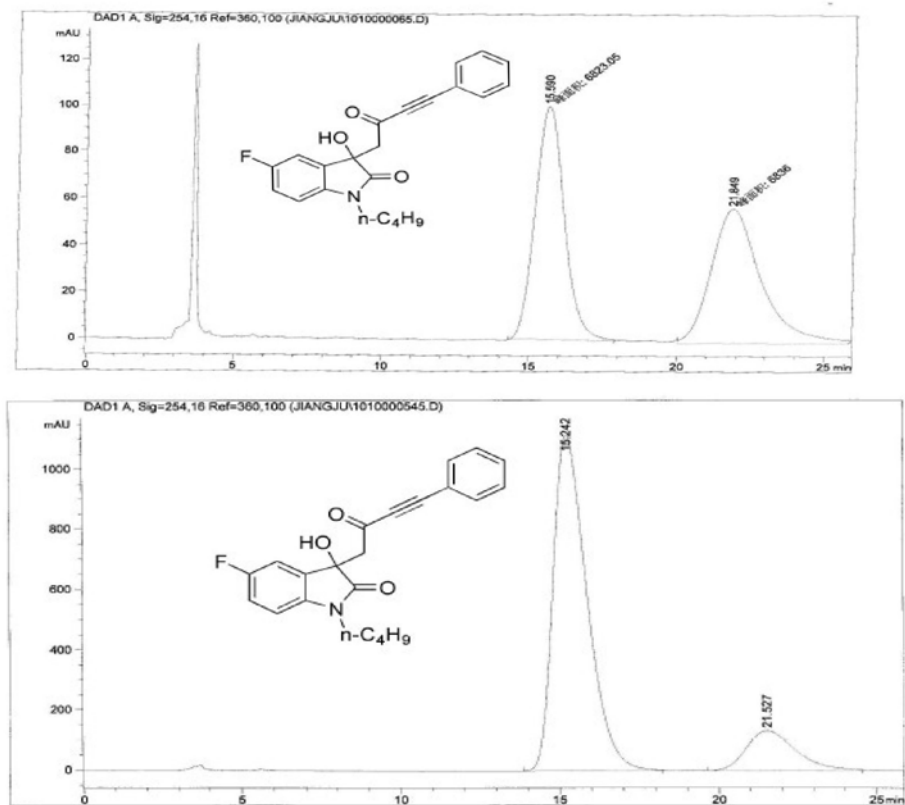 DAD1 A, Sig=254,16 Ref=360,100 (JIANGJU\1010000065.D)
mAU
120
100
80
60
40
20
0
15.590
峰面积: 6823.05
21.849
峰面积: 6836
O
HO
F
O
N
n-C4H9
0
5
10
15
20
25 min
DAD1 A, Sig=254,16 Ref=360,100 (JIANGJU\1010000545.D)
mAU
1000
800
600
400
200
0
15.242
21.527
O
HO
F
O
N
n-C4H9
0
5
10
15
20
25 min